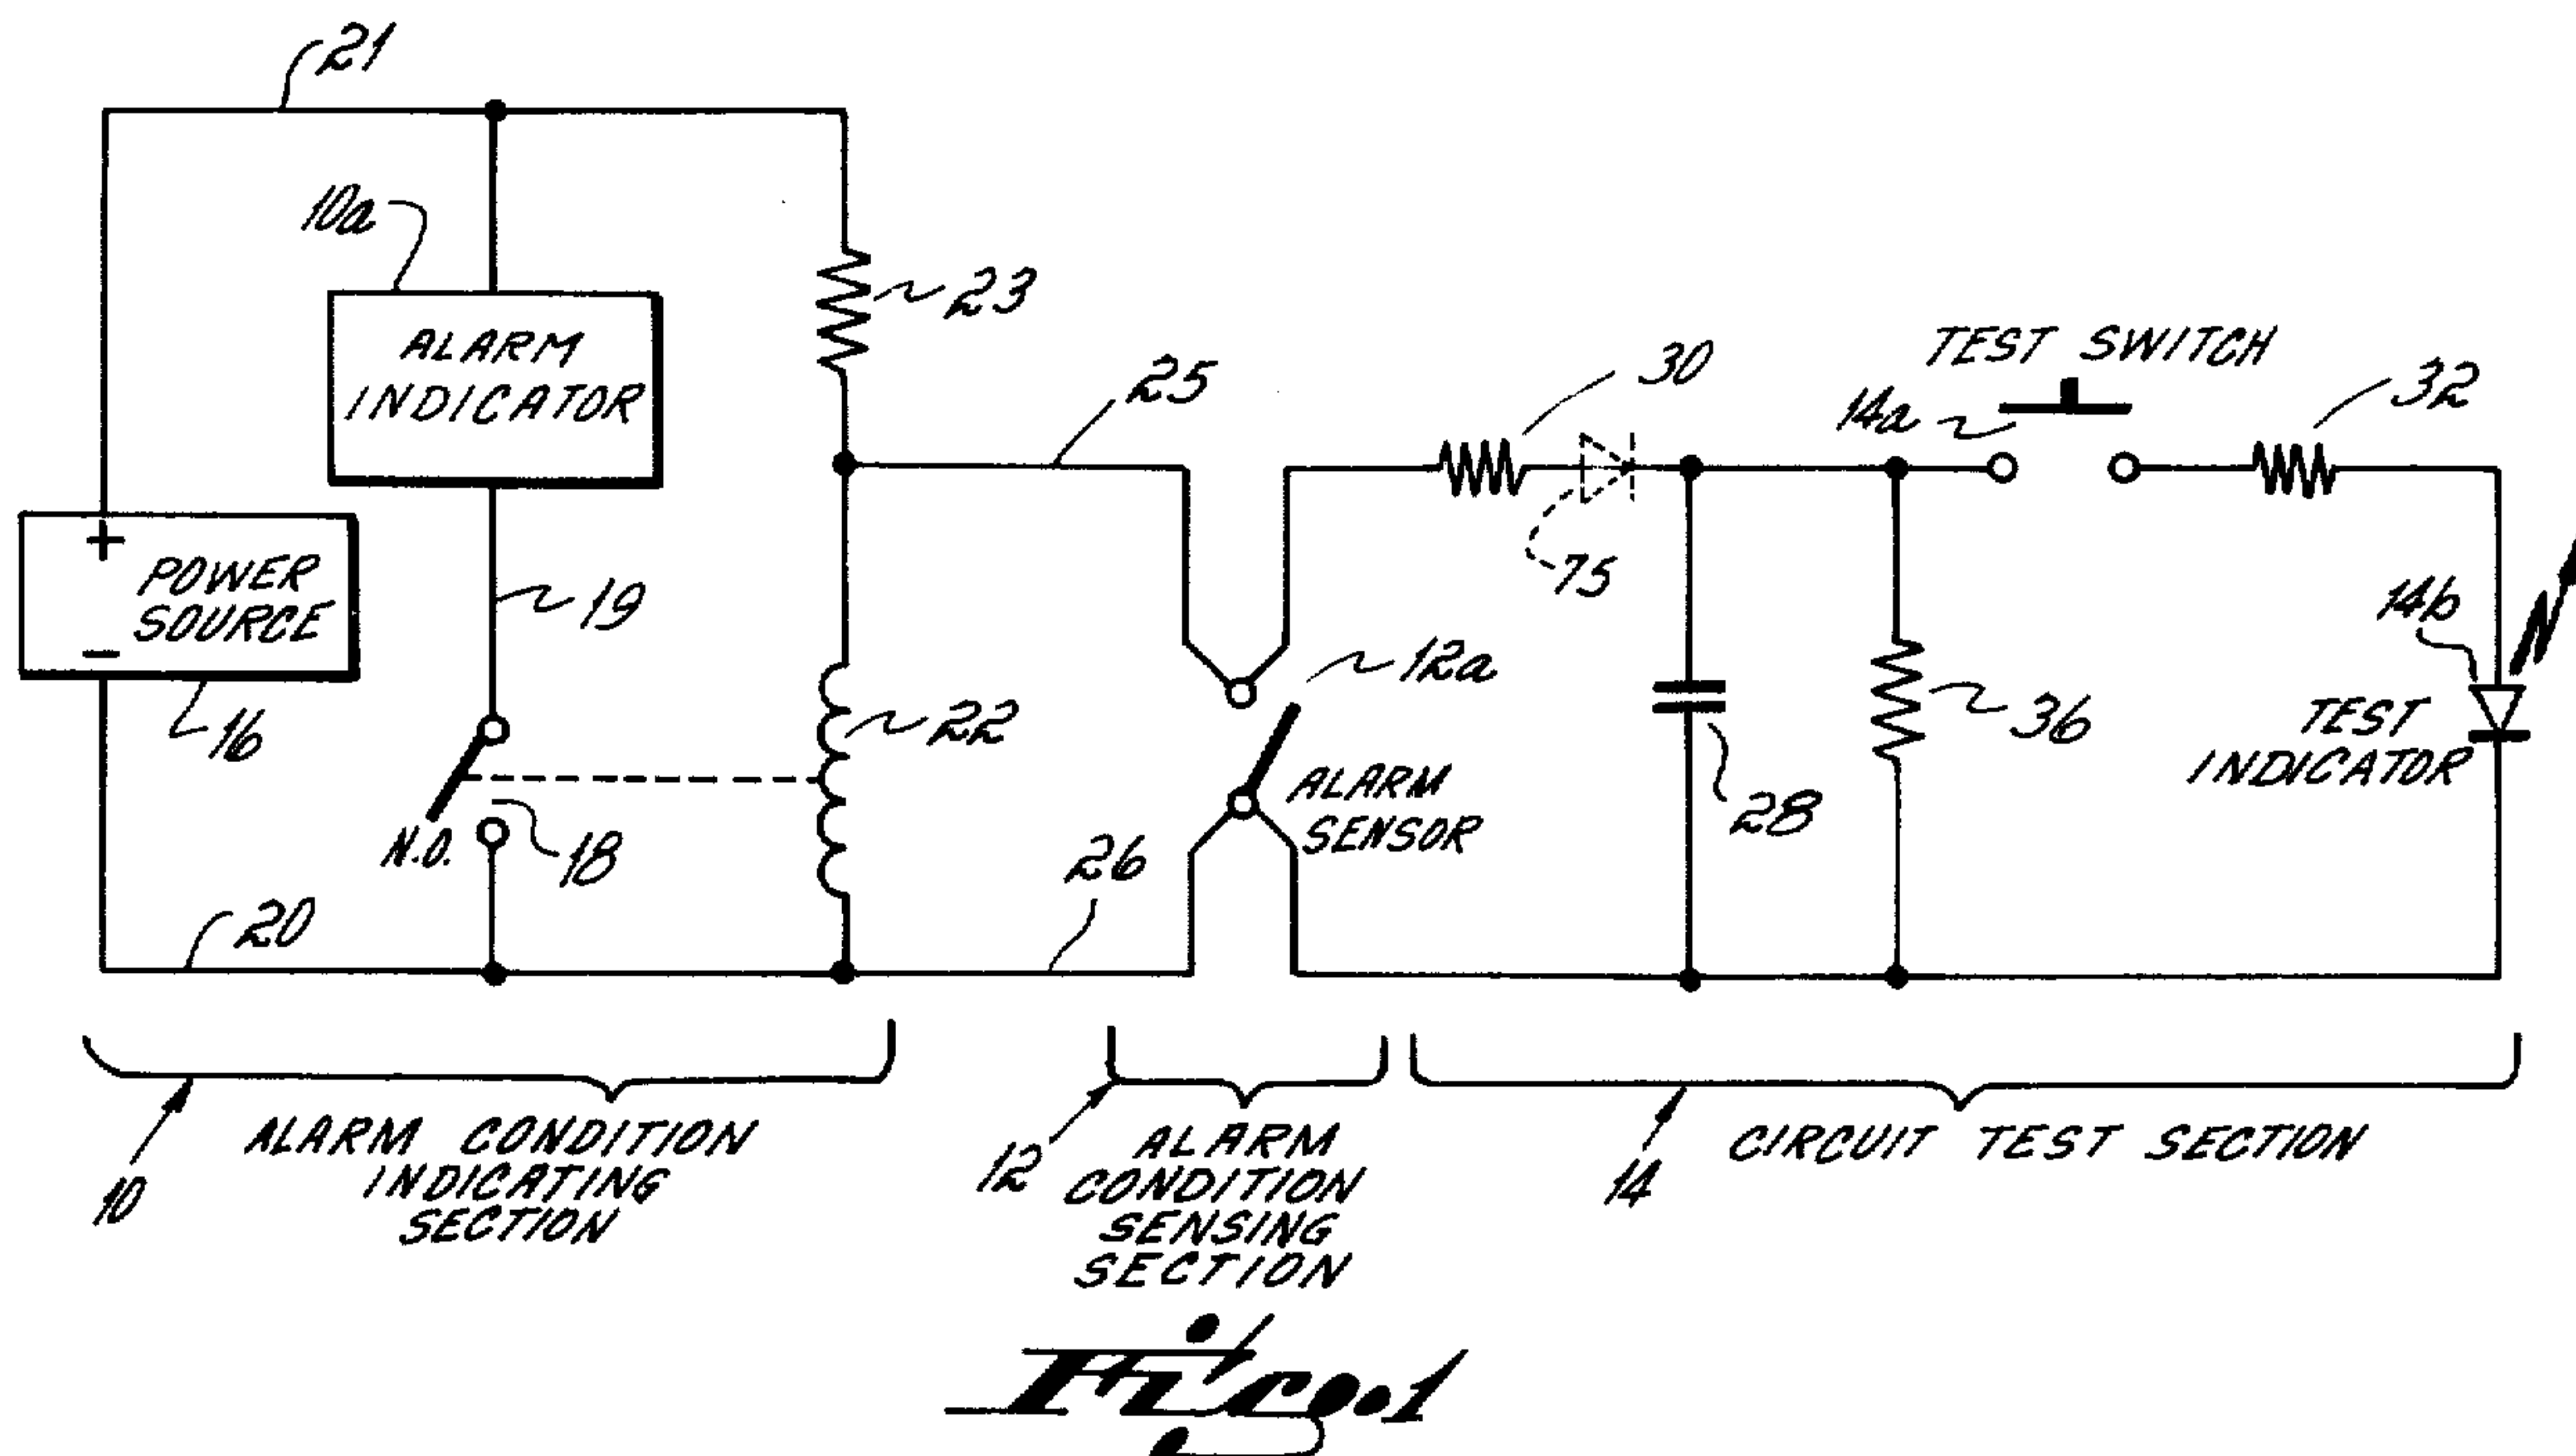 21
10a
ALARM
INDICATOR
23
25
30
TEST SWITCH
14a
32
+
POWER
SOURCE
-
16
19
75
14b
12a
22
36
TEST
INDICATOR
28
ALARM
SENSOR
N.O.
18
26
20
10
ALARM CONDITION
INDICATING
SECTION
12
ALARM
CONDITION
SENSING
SECTION
14
CIRCUIT TEST SECTION
Fig. 1